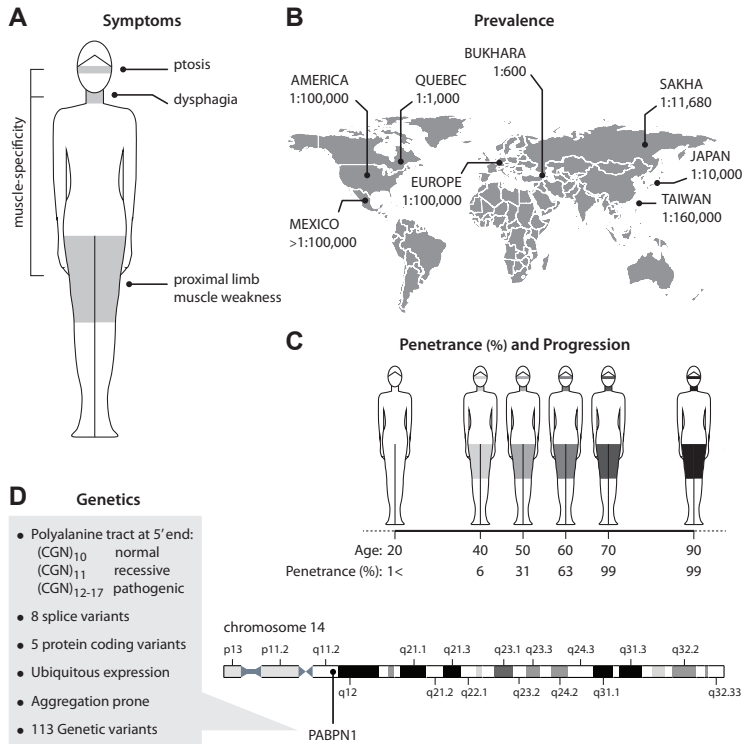 A
Symptoms
ptosis
dysphagia
muscle-specificity
proximal limb
muscle weakness
B
Prevalence
AMERICA
1:100,000
QUEBEC
1:1,000
BUKHARA
1:600
SAKHA
1:11,680
JAPAN
1:10,000
EUROPE
1:100,000
TAIWAN
1:160,000
MEXICO
>1:100,000
C
Penetrance (%) and Progression
Age: 20 40 50 60 70 90
Penetrance (%): 1< 6 31 63 99 99
D
Genetics
• Polyalanine tract at 5' end:
(CGN)10 normal
(CGN)11 recessive
(CGN)12-17 pathogenic
• 8 splice variants
• 5 protein coding variants
• Ubiquitous expression
• Aggregation prone
• 113 Genetic variants
chromosome 14
p13 p11.2 q11.2 q21.1 q21.3 q23.1 q23.3 q24.3 q31.3 q32.2
q12 q21.2 q22.1 q23.2 q24.2 q31.1 q32.33
PABPN1